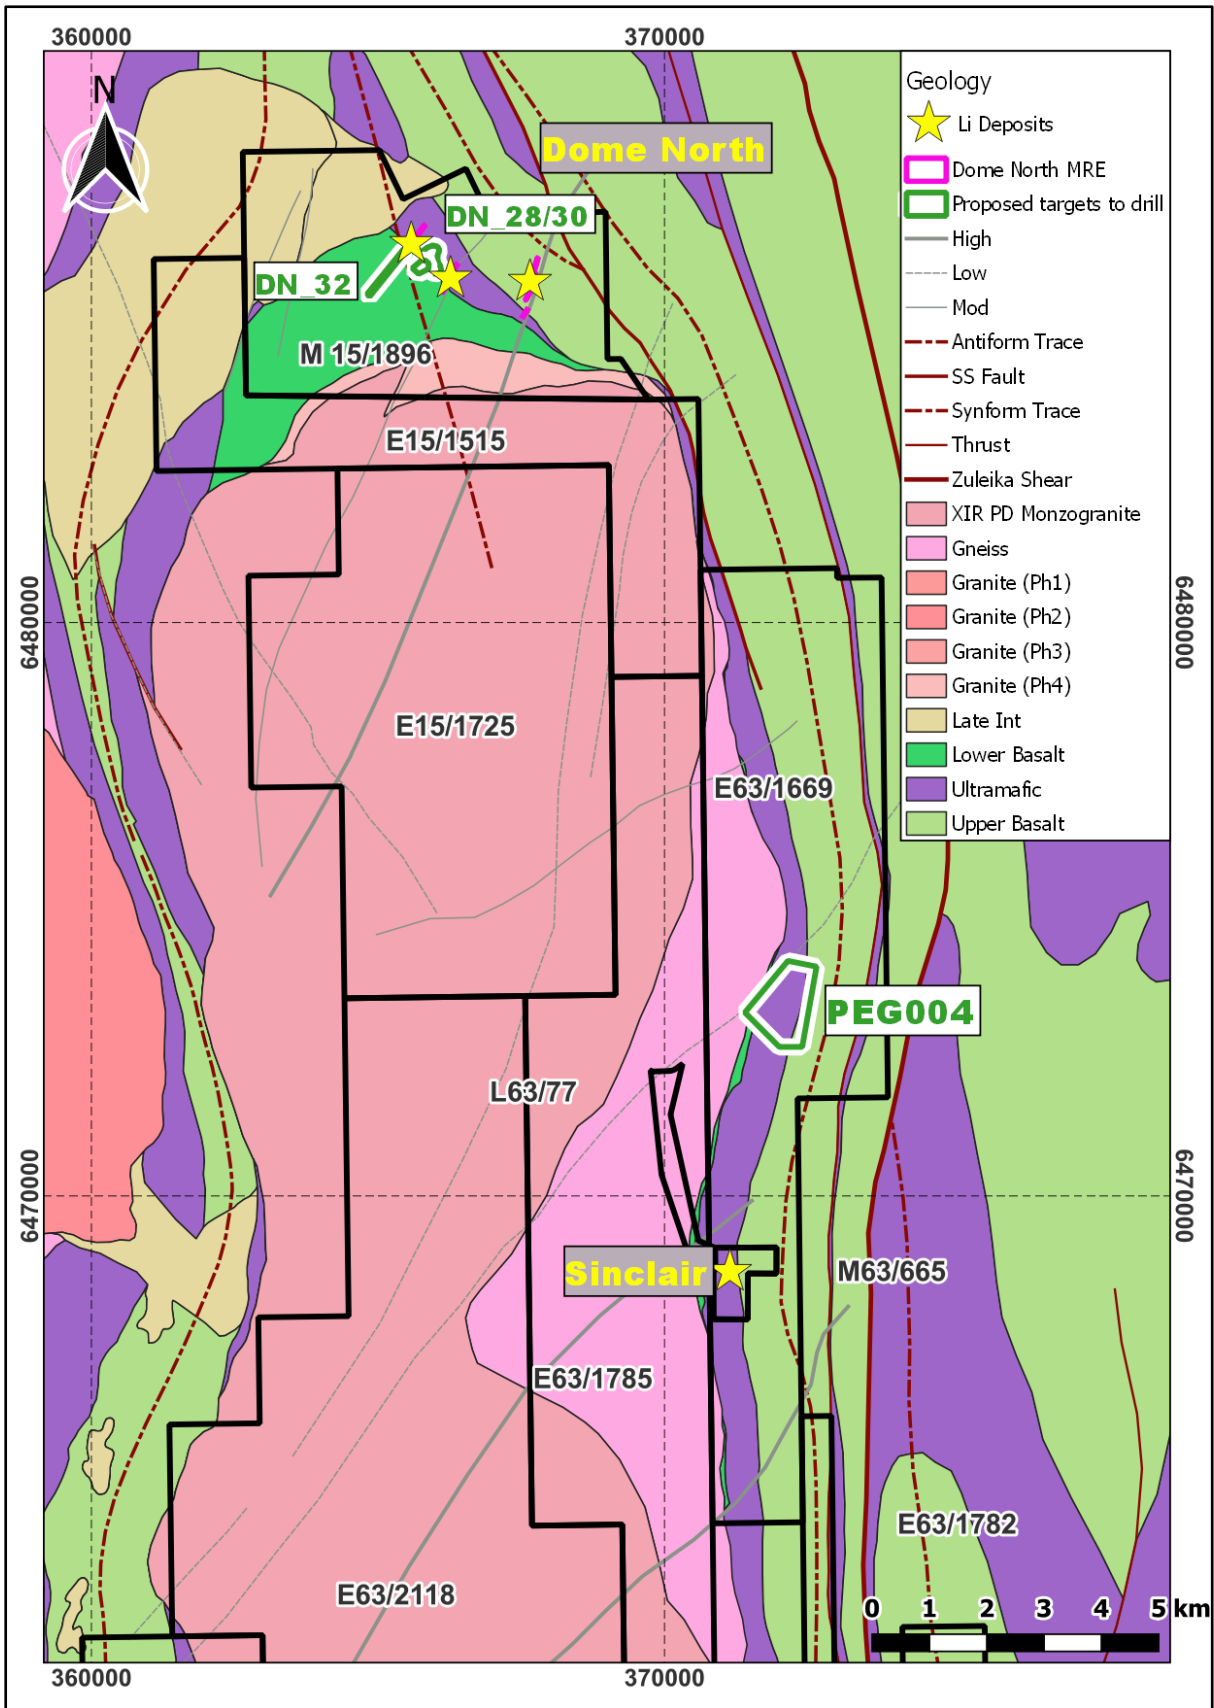 360000
370000
N
Geology
Li Deposits
Dome North MRE
Proposed targets to drill
High
Low
Mod
Antiform Trace
SS Fault
Synform Trace
Thrust
Zuleika Shear
XIR PD Monzogranite
Gneiss
Granite (Ph1)
Granite (Ph2)
Granite (Ph3)
Granite (Ph4)
Late Int
Lower Basalt
Ultramafic
Upper Basalt
Dome North
DN_28/30
DN_32
M 15/1896
E15/1515
6480000
6480000
E15/1725
E63/1669
PEG004
L63/77
6470000
6470000
Sinclair
M63/665
E63/1785
E63/1782
E63/2118
0 1 2 3 4 5 km
360000
370000